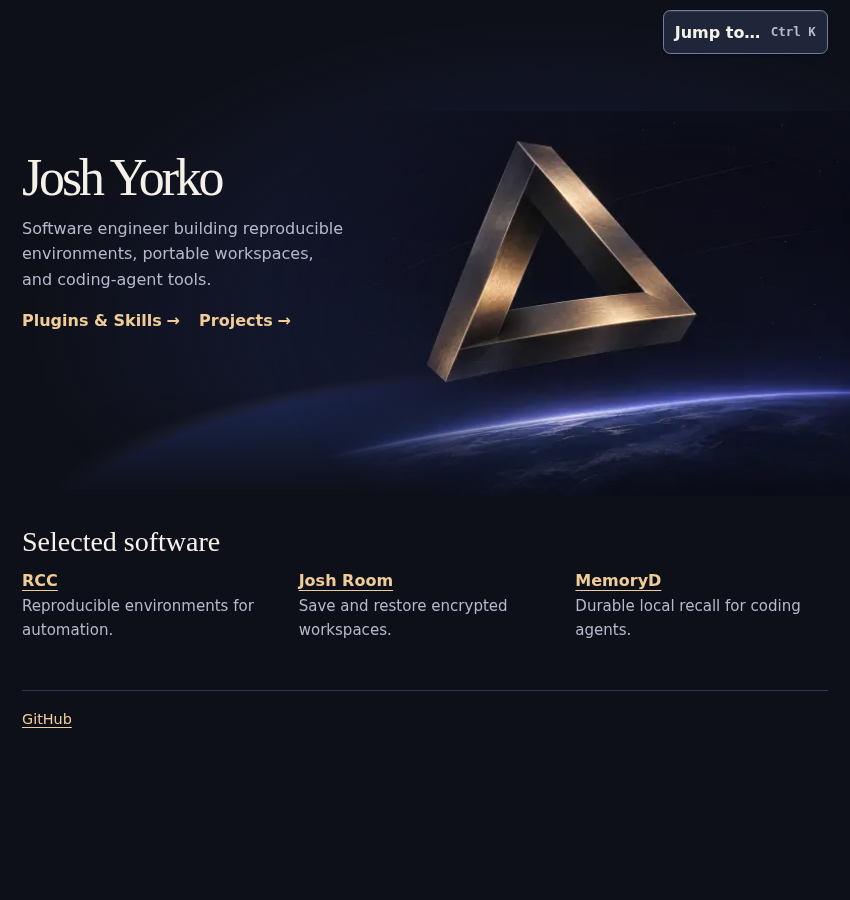 Jump to... Ctrl K
Josh Yorko
Software engineer building reproducible
environments, portable workspaces,
and coding-agent tools.
Plugins & Skills → Projects →
Selected software
RCC
Reproducible environments for
automation.
Josh Room
Save and restore encrypted
workspaces.
MemoryD
Durable local recall for coding
agents.
GitHub